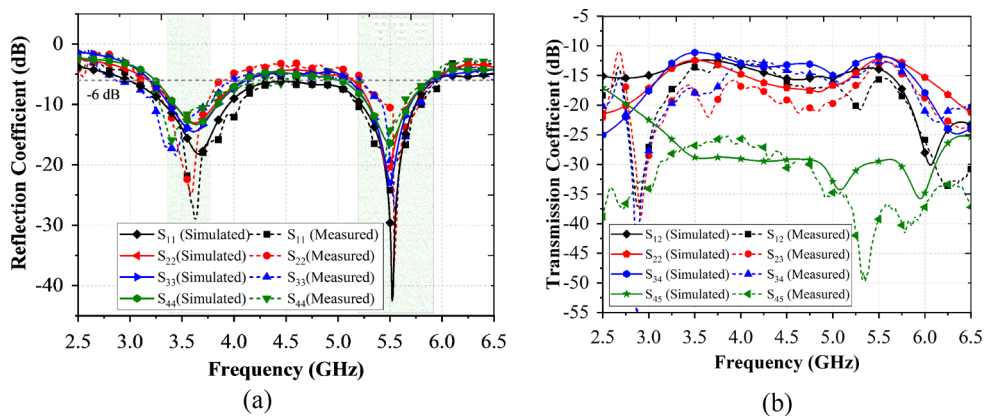 (a)
Reflection Coefficient (dB)
0
-10
-20
-30
-40
-6 dB
S11 (Simulated)
S22(Simulated)
S33(Simulated)
S44(Simulated)
S11 (Measured)
S22(Measured)
S33(Measured)
S44(Measured)
2.5 3.0 3.5 4.0 4.5 5.0 5.5 6.0 6.5
Frequency (GHz)
(a)
Transmission Coefficient (dB)
-5
-10
-15
-20
-25
-30
-35
-40
-45
-50
-55
S12 (Simulated)
S22 (Simulated)
S34 (Simulated)
S45 (Simulated)
S12 (Measured)
S23 (Measured)
S34 (Measured)
S45 (Measured)
2.5 3.0 3.5 4.0 4.5 5.0 5.5 6.0 6.5
Frequency (GHz)
(b)